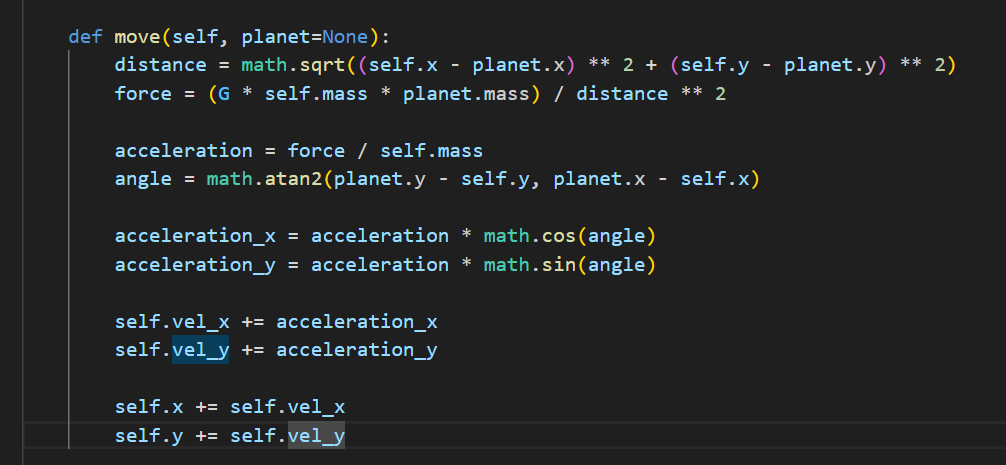 def move(self, planet=None):
distance = math.sqrt((self.x - planet.x) ** 2 + (self.y - planet.y) ** 2)
force = (G * self.mass * planet.mass) / distance ** 2
acceleration = force / self.mass
angle = math.atan2(planet.y - self.y, planet.x - self.x)
acceleration_x = acceleration * math.cos(angle)
acceleration_y = acceleration * math.sin(angle)
self.vel_x += acceleration_x
self.vel_y += acceleration_y
self.x += self.vel_x
self.y += self.vel_y